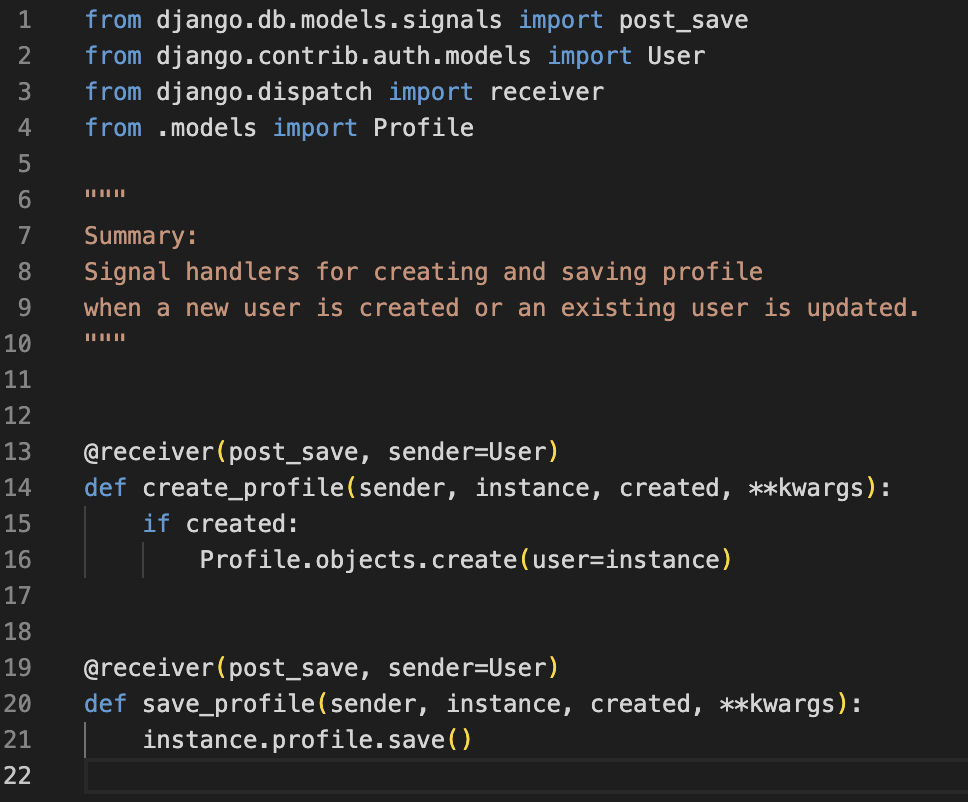 1 from django.db.models.signals import post_save
2 from django.contrib.auth.models import User
3 from django.dispatch import receiver
4 from .models import Profile
5
6 """
7 Summary:
8 Signal handlers for creating and saving profile
9 when a new user is created or an existing user is updated.
10 """
11
12
13 @receiver(post_save, sender=User)
14 def create_profile(sender, instance, created, **kwargs):
15     if created:
16         Profile.objects.create(user=instance)
17
18
19 @receiver(post_save, sender=User)
20 def save_profile(sender, instance, created, **kwargs):
21     instance.profile.save()
22